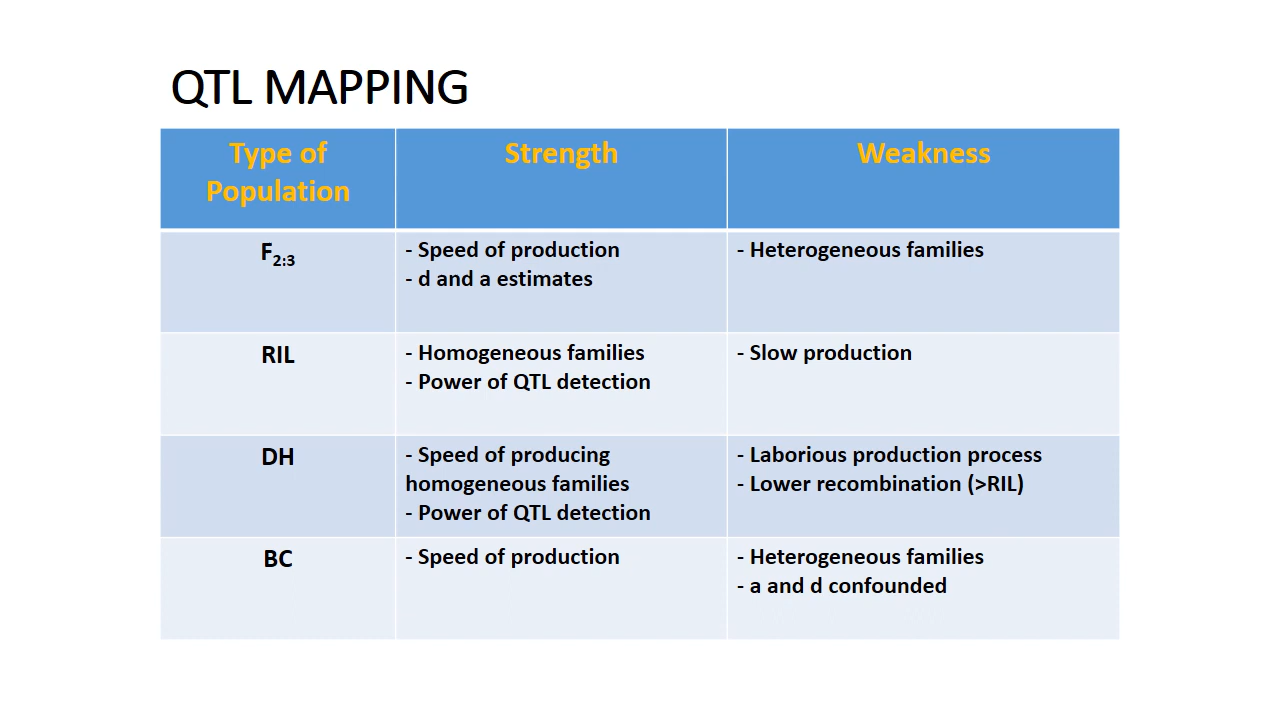 QTL MAPPING
Type of
Population
Strength
Weakness
F2:3
- Speed of production
- d and a estimates
- Heterogeneous families
RIL
- Homogeneous families
- Power of QTL detection
- Slow production
DH
- Speed of producing
homogeneous families
- Power of QTL detection
- Laborious production process
- Lower recombination (>RIL)
BC
- Speed of production
- Heterogeneous families
- a and d confounded